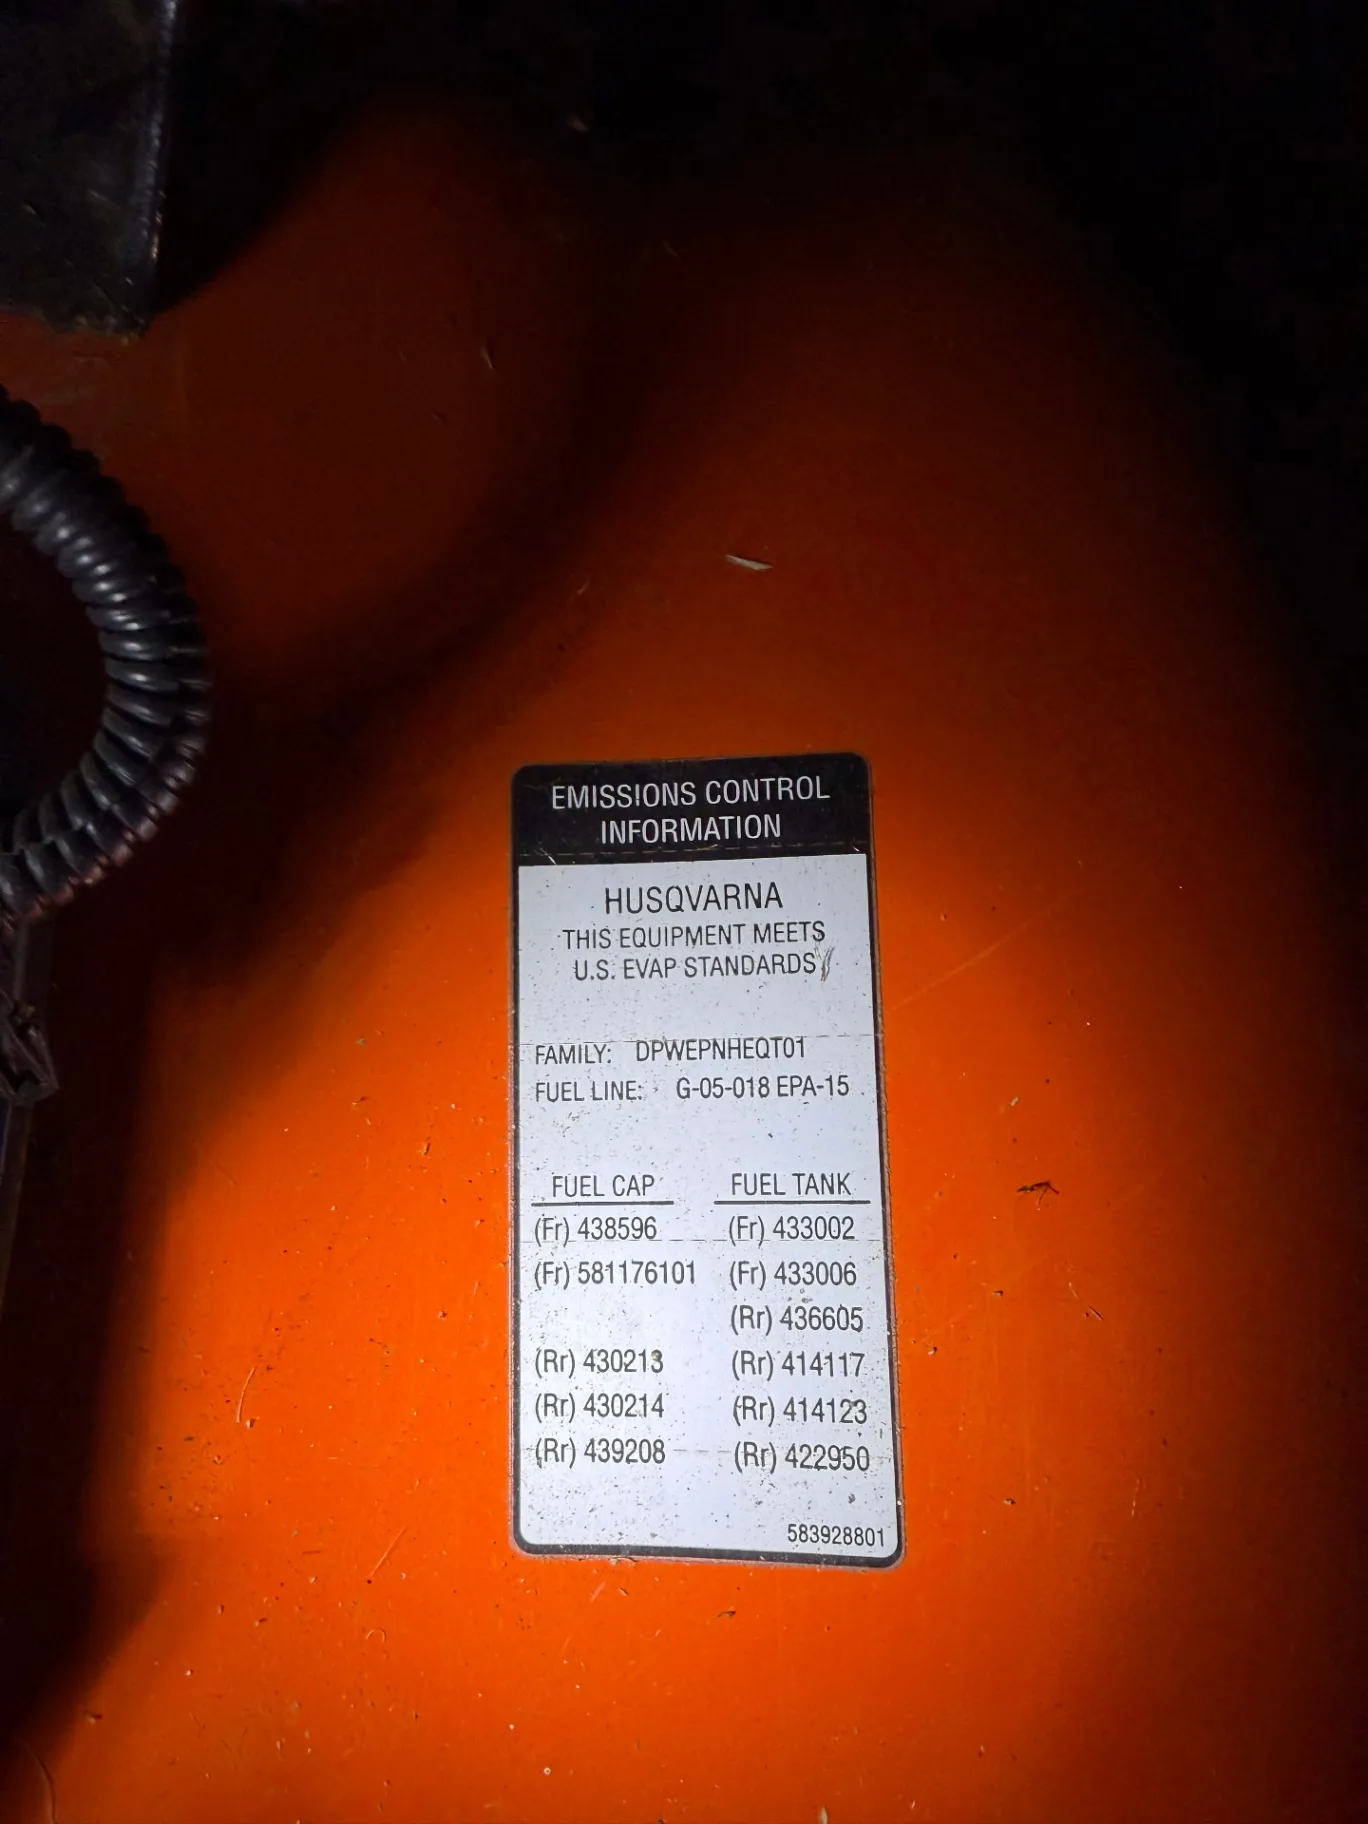 EMISSIONS CONTROL
INFORMATION
HUSQVARNA
THIS EQUIPMENT MEETS
U.S. EVAP STANDARDS
FAMILY: DPWEPNHEQT01
FUEL LINE: G-05-018 EPA-15
FUEL CAP FUEL TANK
(Fr) 438596 (Fr) 433002
(Fr) 581176101 (Fr) 433006
(Rr) 436605
(Rr) 430213 (Rr) 414117
(Rr) 430214 (Rr) 414123
(Rr) 439208 (Rr) 422950
583928801